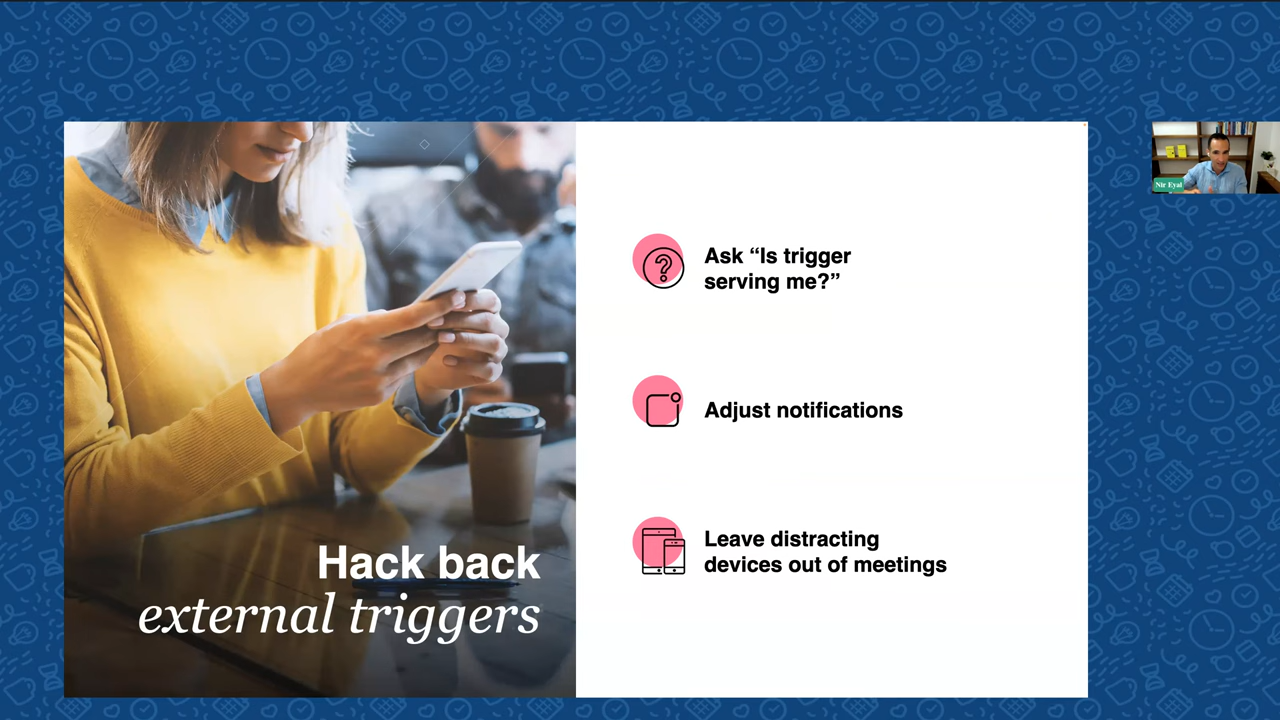 Hack back
external triggers
Ask “Is trigger
serving me?”
Adjust notifications
Leave distracting
devices out of meetings
Nir Eyal